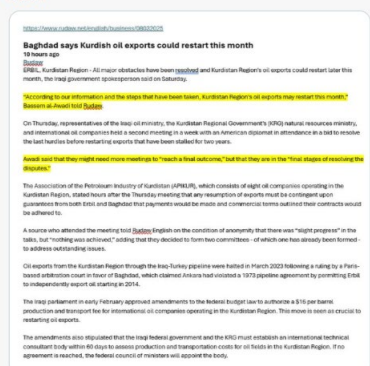 https://www.rudaw.net/english/business/08032025
Baghdad says Kurdish oil exports could restart this month
19 hours ago
Rudaw
ERBIL, Kurdistan Region - All major obstacles have been resolved and Kurdistan Region's oil exports could restart later this
month, the Iraqi government spokesperson said on Saturday.
"According to our information and the steps that have been taken, Kurdistan Region's oil exports may restart this month,"
Bassem al-Awadi told Rudaw.
On Thursday, representatives of the Iraqi oil ministry, the Kurdistan Regional Government's (KRG) natural resources ministry,
and international oil companies held a second meeting in a week with an American diplomat in attendance in a bid to resolve
the last hurdles before restarting exports that have been stalled for two years.
Awadi said that they might need more meetings to "reach a final outcome," but that they are in the "final stages of resolving the
disputes."
The Association of the Petroleum Industry of Kurdistan (APIKUR), which consists of eight oil companies operating in the
Kurdistan Region, stated hours after the Thursday meeting that any resumption of exports must be contingent upon
guarantees from both Erbil and Baghdad that payments would be made and commercial terms outlined their contracts would
be adhered to.
A source who attended the meeting told Rudaw English on the condition of anonymity that there was "slight progress" in the
talks, but "nothing was achieved," adding that they decided to form two committees - of which one has already been formed -
to address outstanding issues.
Oil exports from the Kurdistan Region through the Iraq-Turkey pipeline were halted in March 2023 following a ruling by a Paris-
based arbitration court in favor of Baghdad, which claimed Ankara had violated a 1973 pipeline agreement by permitting Erbil
to independently export oil starting in 2014.
The Iraqi parliament in early February approved amendments to the federal budget law to authorize a $16 per barrel
production and transport fee for international oil companies operating in the Kurdistan Region. This move is seen as crucial to
restarting oil exports.
The amendments also stipulated that the Iraqi federal government and the KRG must establish an international technical
consultant body within 60 days to assess production and transportation costs for oil fields in the Kurdistan Region. If no
agreement is reached, the federal council of ministers will appoint the body.